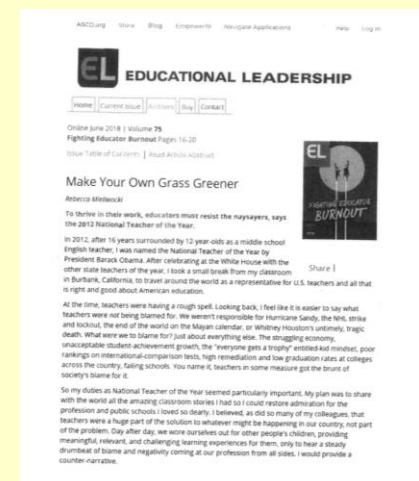 ASCD.org Store Blog Empower18 Navigate Applications Help Log In
EL EDUCATIONAL LEADERSHIP
Home Current Issue Archives Buy Contact
Online June 2018 | Volume 75
Fighting Educator Burnout Pages 16-20
Issue Table of Contents | Read Article Abstract
EL
FIGHTING EDUCATOR
BURNOUT
Make Your Own Grass Greener
Rebecca Mieliwocki
To thrive in their work, educators must resist the naysayers, says
the 2012 National Teacher of the Year.
Share |
In 2012, after 16 years surrounded by 12-year-olds as a middle school
English teacher, I was named the National Teacher of the Year by
President Barack Obama. After celebrating at the White House with the
other state teachers of the year, I took a small break from my classroom
in Burbank, California, to travel around the world as a representative for U.S. teachers and all that
is right and good about American education.
At the time, teachers were having a rough spell. Looking back, I feel like it is easier to say what
teachers were not being blamed for. We weren't responsible for Hurricane Sandy, the NHL strike
and lockout, the end of the world on the Mayan calendar, or Whitney Houston's untimely, tragic
death. What were we to blame for? Just about everything else. The struggling economy,
unacceptable student-achievement growth, the "everyone gets a trophy" entitled-kid mindset, poor
rankings on international-comparison tests, high remediation and low graduation rates at colleges
across the country, failing schools. You name it, teachers in some measure got the brunt of
society's blame for it.
So my duties as National Teacher of the Year seemed particularly important. My plan was to share
with the world all the amazing classroom stories I had so I could restore admiration for the
profession and public schools I loved so dearly. I believed, as did so many of my colleagues, that
teachers were a huge part of the solution to whatever might be happening in our country, not part
of the problem. Day after day, we wore ourselves out for other people's children, providing
meaningful, relevant, and challenging learning experiences for them, only to hear a steady
drumbeat of blame and negativity coming at our profession from all sides. I would provide a
counter-narrative.